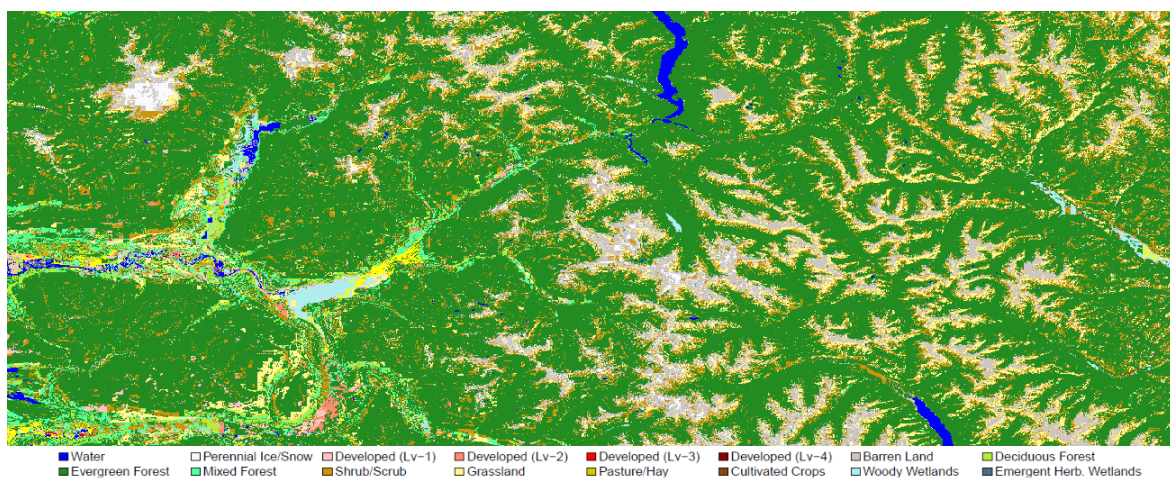 Water Perennial Ice/Snow Developed (Lv−1) Developed (Lv−2) Developed (Lv−3) Developed (Lv−4) Barren Land Deciduous Forest
Evergreen Forest Mixed Forest Shrub/Scrub Grassland Pasture/Hay Cultivated Crops Woody Wetlands Emergent Herb. Wetlands